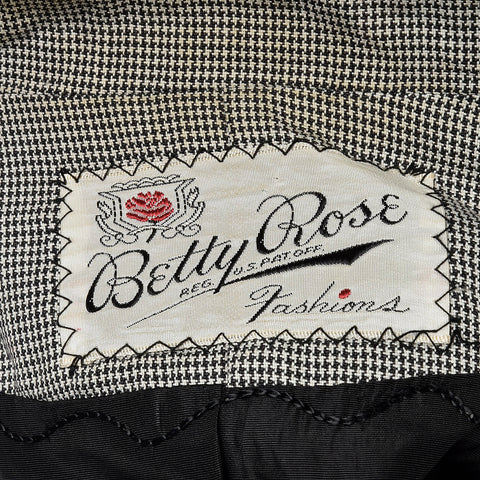 Betty Rose
REG. U.S. PAT. OFF.
Fashions